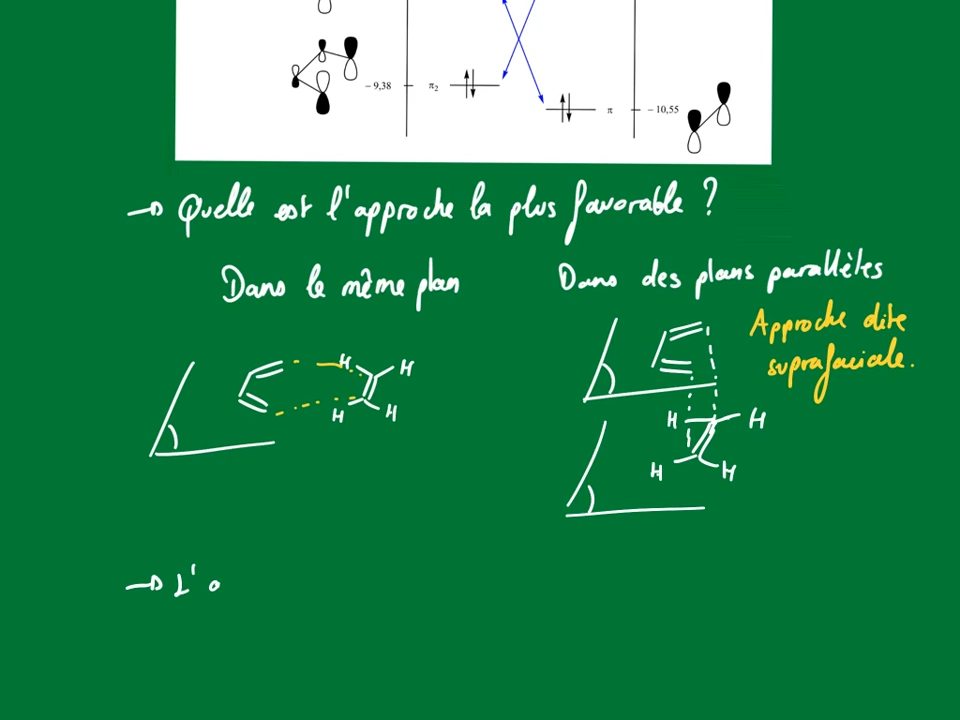 − 9,38 π₂
π − 10,55
→ Quelle est l'approche la plus favorable ?
Dans le même plan
Dans des plans parallèles
Approche dite
suprafaciale.
H H
H H
H H
H H
→ L' o